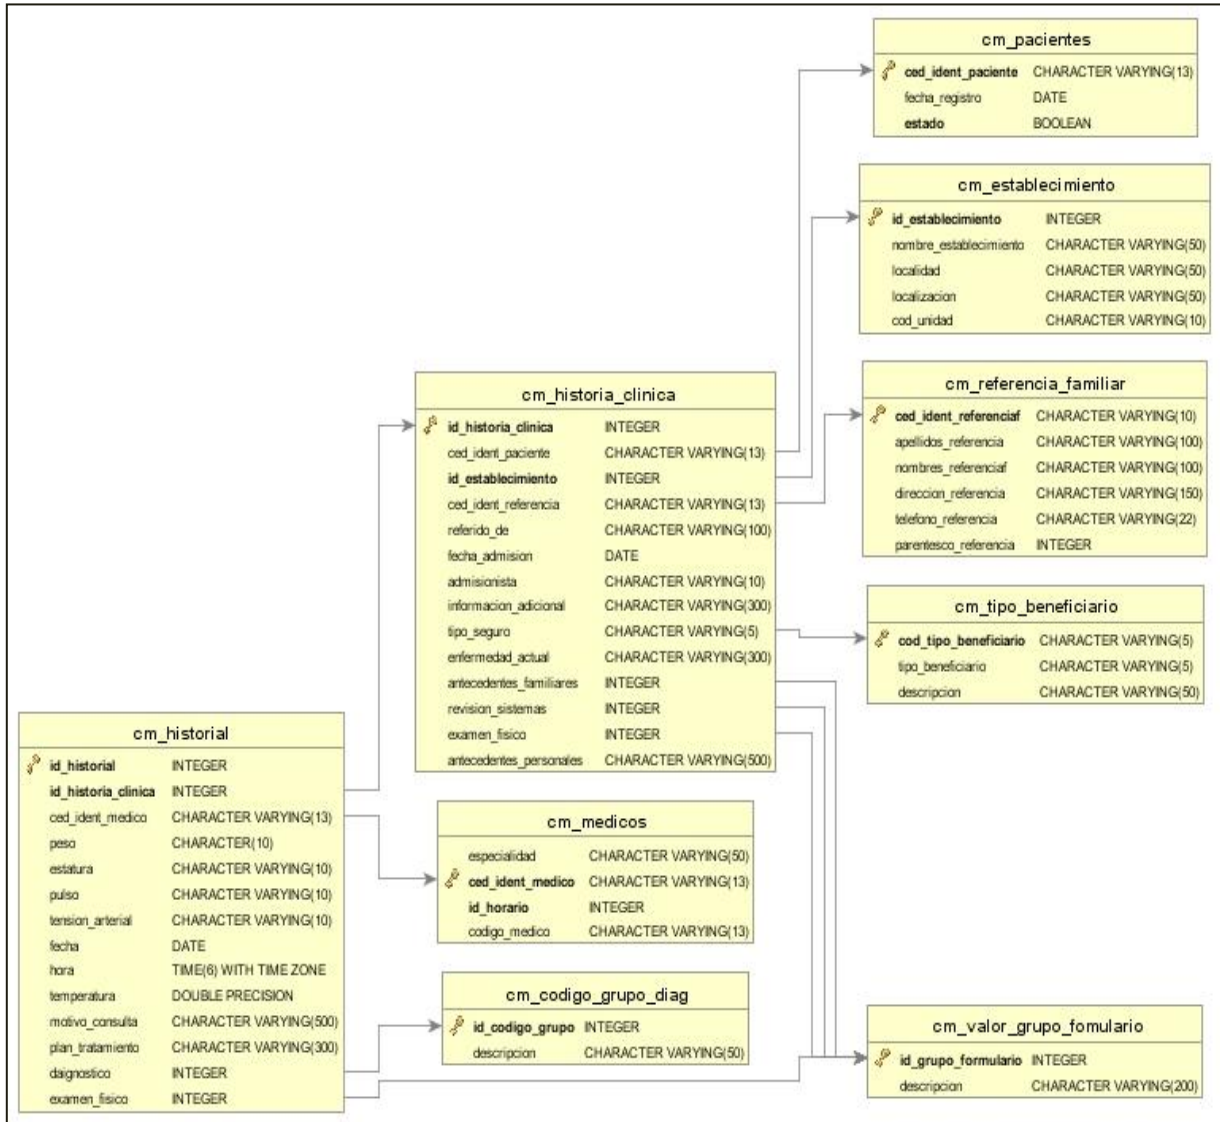 cm_pacientes
ced_ident_paciente CHARACTER VARYING(13)
fecha_registro DATE
estado BOOLEAN
cm_establecimiento
id_establecimiento INTEGER
nombre_establecimiento CHARACTER VARYING(50)
localidad CHARACTER VARYING(50)
localizacion CHARACTER VARYING(50)
cod_unidad CHARACTER VARYING(10)
cm_referencia_familiar
ced_ident_referenciaf CHARACTER VARYING(10)
apellidos_referencia CHARACTER VARYING(100)
nombres_referenciaf CHARACTER VARYING(100)
direccion_referencia CHARACTER VARYING(150)
telefono_referencia CHARACTER VARYING(22)
parentesco_referencia INTEGER
cm_historia_clinica
id_historia_clinica INTEGER
ced_ident_paciente CHARACTER VARYING(13)
id_establecimiento INTEGER
ced_ident_referencia CHARACTER VARYING(13)
referido_de CHARACTER VARYING(100)
fecha_admision DATE
admisionista CHARACTER VARYING(10)
informacion_adicional CHARACTER VARYING(300)
tipo_seguro CHARACTER VARYING(5)
enfermedad_actual CHARACTER VARYING(300)
antecedentes_familiares INTEGER
revision_sistemas INTEGER
examen_fisico INTEGER
antecedentes_personales CHARACTER VARYING(500)
cm_tipo_beneficiario
cod_tipo_beneficiario CHARACTER VARYING(5)
tipo_beneficiario CHARACTER VARYING(5)
descripcion CHARACTER VARYING(50)
cm_historial
id_historial INTEGER
id_historia_clinica INTEGER
ced_ident_medico CHARACTER VARYING(13)
peso CHARACTER(10)
estatura CHARACTER VARYING(10)
pulso CHARACTER VARYING(10)
tension_arterial CHARACTER VARYING(10)
fecha DATE
hora TIME(6) WITH TIME ZONE
temperatura DOUBLE PRECISION
motivo_consulta CHARACTER VARYING(500)
plan_tratamiento CHARACTER VARYING(300)
daignostico INTEGER
examen_fisico INTEGER
cm_medicos
especialidad CHARACTER VARYING(50)
ced_ident_medico CHARACTER VARYING(13)
id_horario INTEGER
codigo_medico CHARACTER VARYING(13)
cm_codigo_grupo_diag
id_codigo_grupo INTEGER
descripcion CHARACTER VARYING(50)
cm_valor_grupo_fomulario
id_grupo_formulario INTEGER
descripcion CHARACTER VARYING(200)